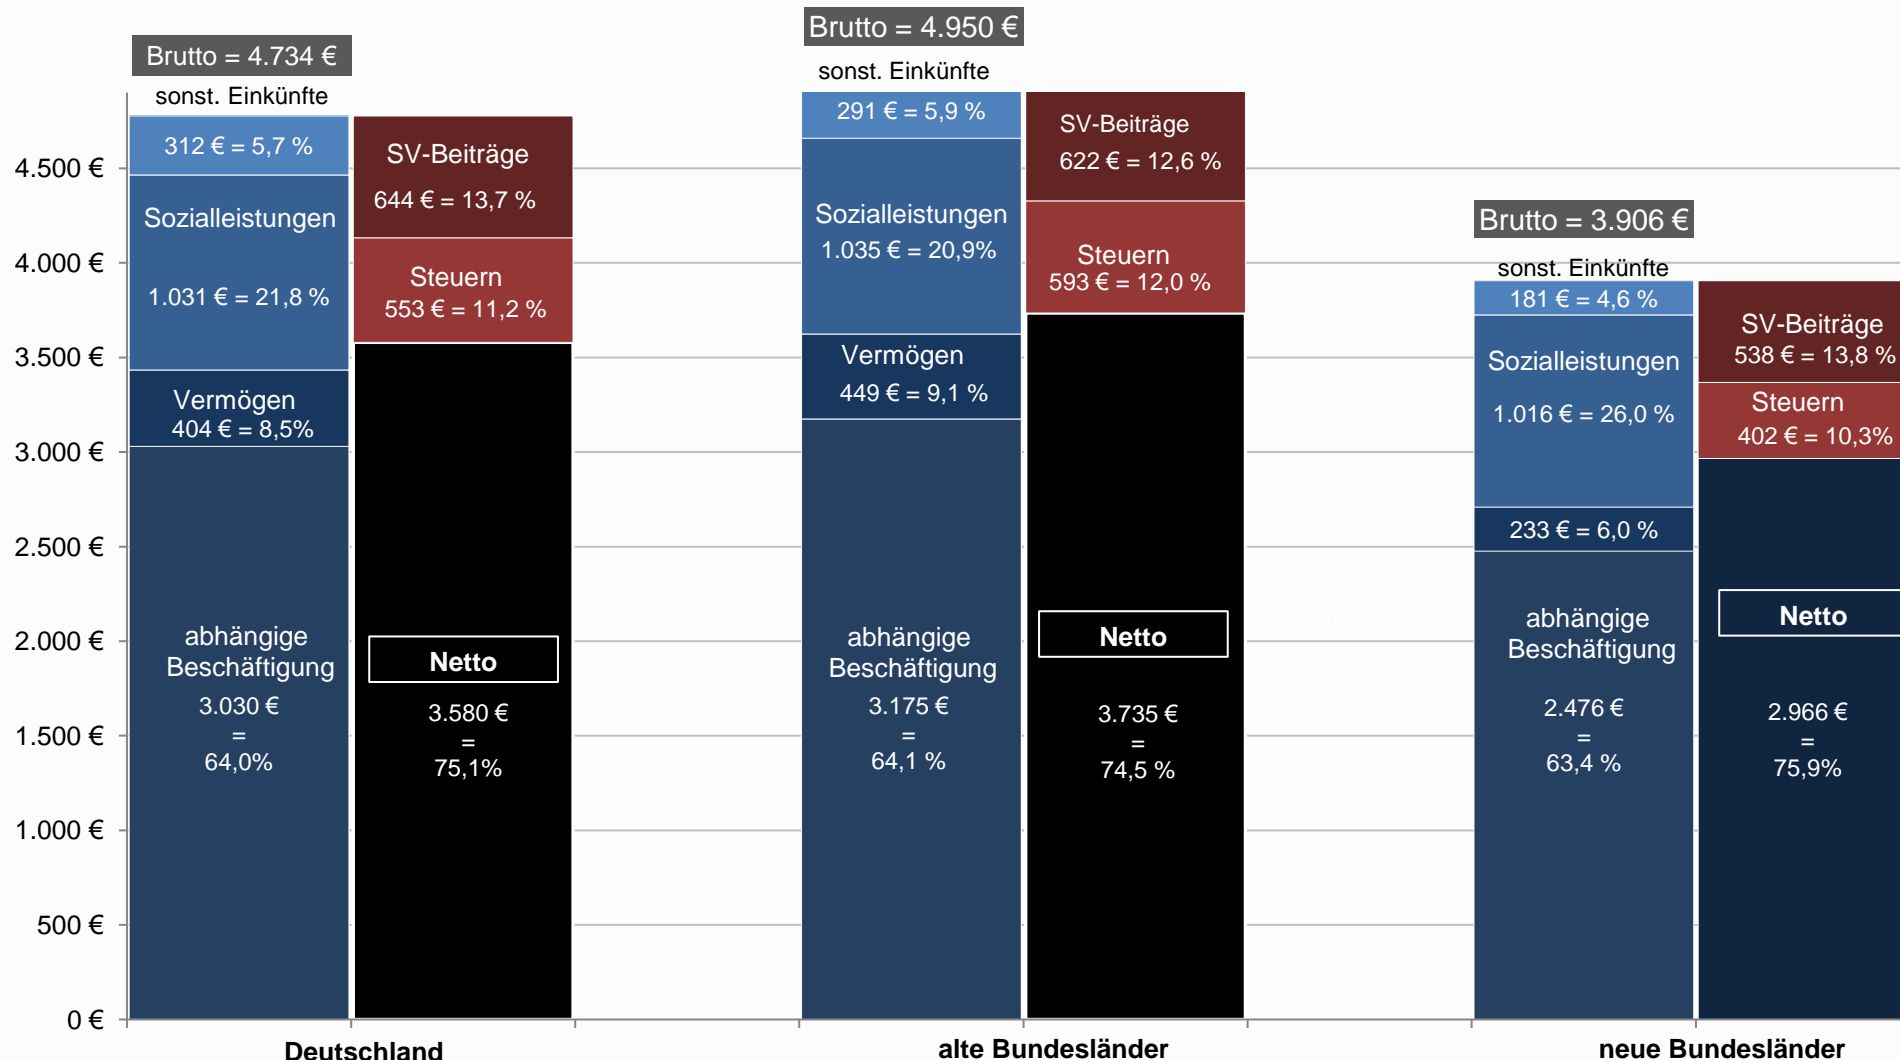 Brutto = 4.734 €
sonst. Einkünfte
312 € = 5,7 %
Sozialleistungen
1.031 € = 21,8 %
Vermögen
404 € = 8,5%
abhängige
Beschäftigung
3.030 €
=
64,0%
SV-Beiträge
644 € = 13,7 %
Steuern
553 € = 11,2 %
Netto
3.580 €
=
75,1%
Brutto = 4.950 €
sonst. Einkünfte
291 € = 5,9 %
Sozialleistungen
1.035 € = 20,9%
Vermögen
449 € = 9,1 %
abhängige
Beschäftigung
3.175 €
=
64,1 %
SV-Beiträge
622 € = 12,6 %
Steuern
593 € = 12,0 %
Netto
3.735 €
=
74,5 %
Vermögen
Brutto = 3.906 €
sonst. Einkünfte
181 € = 4,6 %
Sozialleistungen
1.016 € = 26,0 %
233 € = 6,0 %
abhängige
Beschäftigung
2.476 €
=
63,4 %
SV-Beiträge
538 € = 13,8 %
Steuern
402 € = 10,3%
Netto
2.966 €
=
75,9%
4.500 €
4.000 €
3.500 €
3.000 €
2.500 €
2.000 €
1.500 €
1.000 €
500 €
0 €
Deutschland
alte Bundesländer
neue Bundesländer